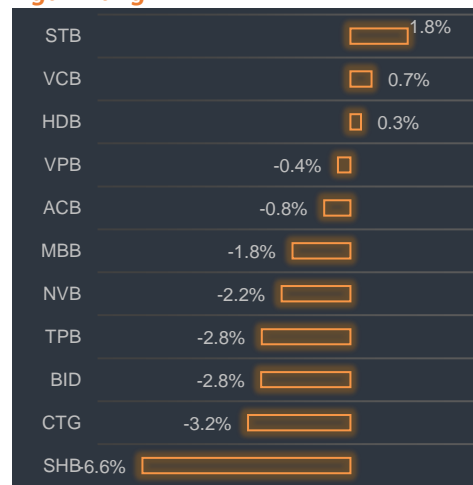 STB 1.8%
VCB 0.7%
HDB 0.3%
VPB -0.4%
ACB -0.8%
MBB -1.8%
NVB -2.2%
TPB -2.8%
BID -2.8%
CTG -3.2%
SHB -6.6%